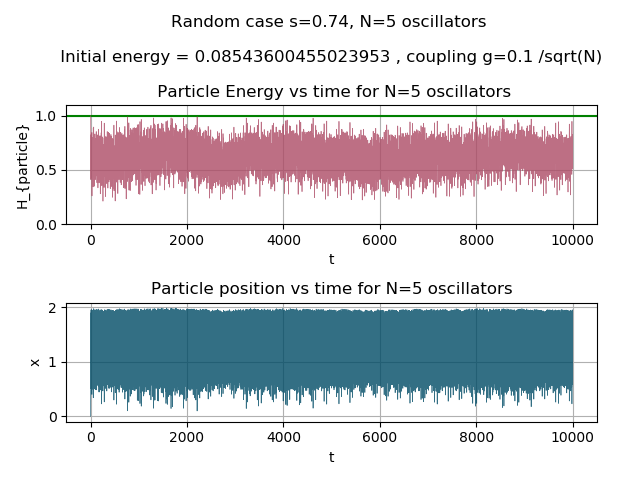 Random case s=0.74, N=5 oscillators
Initial energy = 0.08543600455023953 , coupling g=0.1 /sqrt(N)
Particle Energy vs time for N=5 oscillators
H_{particle}
1.0
0.5
0.0
0 2000 4000 6000 8000 10000
t
Particle position vs time for N=5 oscillators
x
2
1
0
0 2000 4000 6000 8000 10000
t